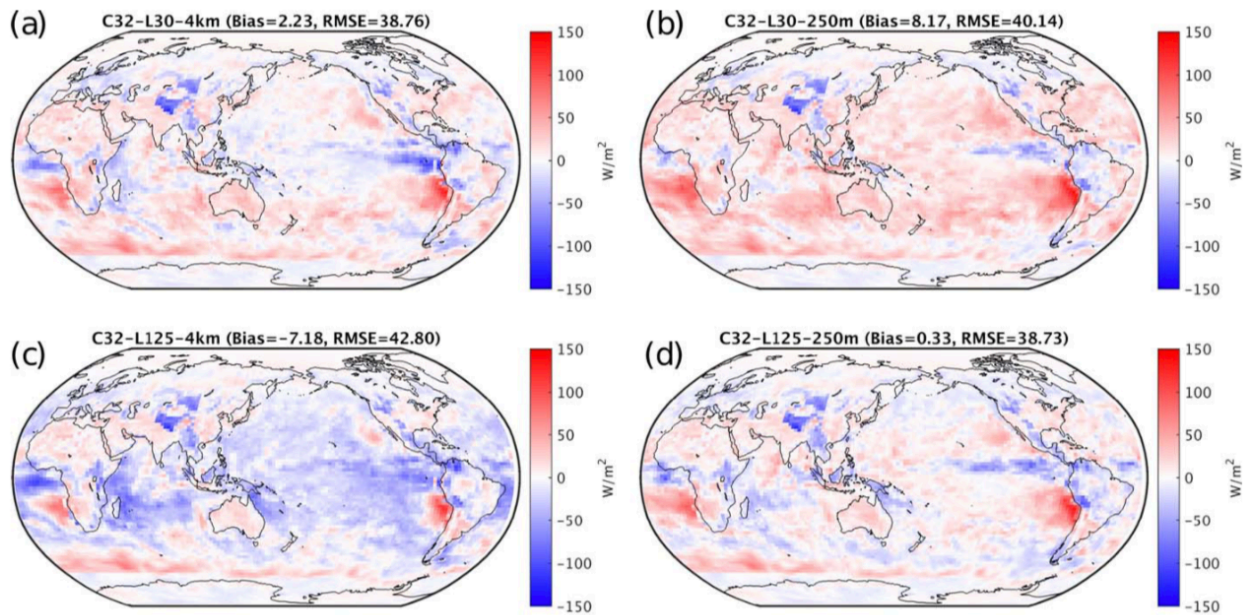 (a)
C32-L30-4km (Bias=2.23, RMSE=38.76)
150
100
50
0
−50
−100
−150
W/m²
(b)
C32-L30-250m (Bias=8.17, RMSE=40.14)
150
100
50
0
−50
−100
−150
W/m²
(c)
C32-L125-4km (Bias=−7.18, RMSE=42.80)
150
100
50
0
−50
−100
−150
W/m²
(d)
C32-L125-250m (Bias=0.33, RMSE=38.73)
150
100
50
0
−50
−100
−150
W/m²